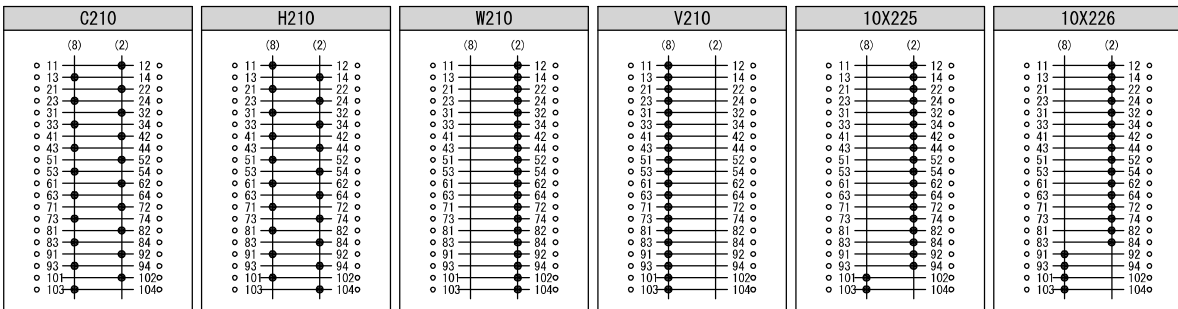 C210 H210 W210 V210 10X225 10X226
(8) (2) (8) (2) (8) (2) (8) (2) (8) (2) (8) (2)
11 12 11 12 11 12 11 12 11 12 11 12
13 14 13 14 13 14 13 14 13 14 13 14
21 22 21 22 21 22 21 22 21 22 21 22
23 24 23 24 23 24 23 24 23 24 23 24
31 32 31 32 31 32 31 32 31 32 31 32
33 34 33 34 33 34 33 34 33 34 33 34
41 42 41 42 41 42 41 42 41 42 41 42
43 44 43 44 43 44 43 44 43 44 43 44
51 52 51 52 51 52 51 52 51 52 51 52
53 54 53 54 53 54 53 54 53 54 53 54
61 62 61 62 61 62 61 62 61 62 61 62
63 64 63 64 63 64 63 64 63 64 63 64
71 72 71 72 71 72 71 72 71 72 71 72
73 74 73 74 73 74 73 74 73 74 73 74
81 82 81 82 81 82 81 82 81 82 81 82
83 84 83 84 83 84 83 84 83 84 83 84
91 92 91 92 91 92 91 92 91 92 91 92
93 94 93 94 93 94 93 94 93 94 93 94
101 102 101 102 101 102 101 102 101 102 101 102
103 104 103 104 103 104 103 104 103 104 103 104